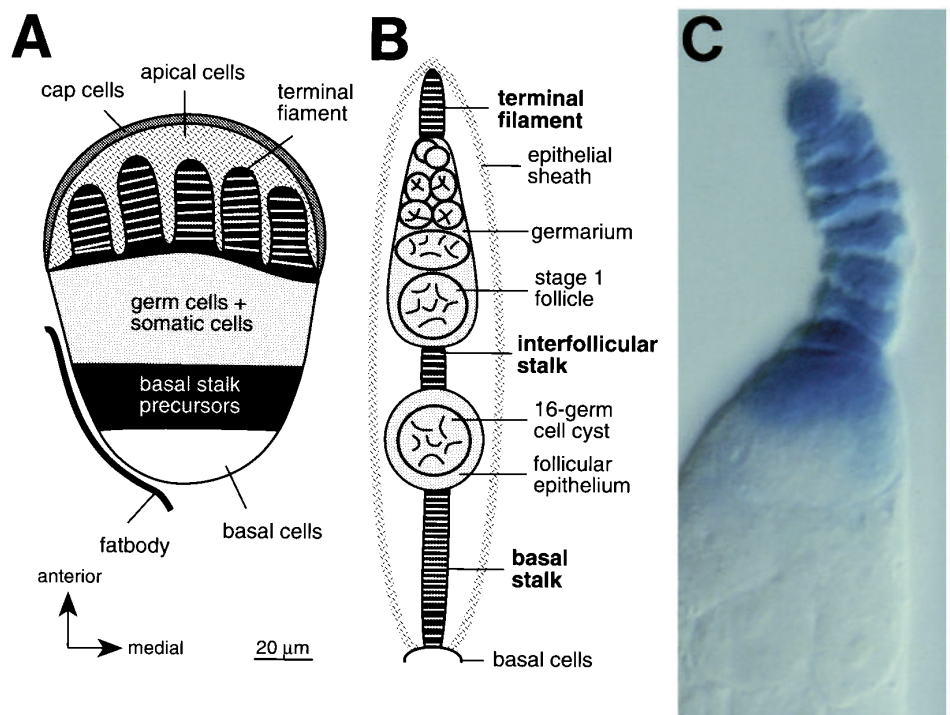 A
cap cells
apical cells
terminal
fiament
germ cells +
somatic cells
basal stalk
precursors
fatbody
basal cells
anterior
medial
20 µm
B
terminal
filament
epithelial
sheath
germarium
stage 1
follicle
interfollicular
stalk
16-germ
cell cyst
follicular
epithelium
basal
stalk
basal cells
C